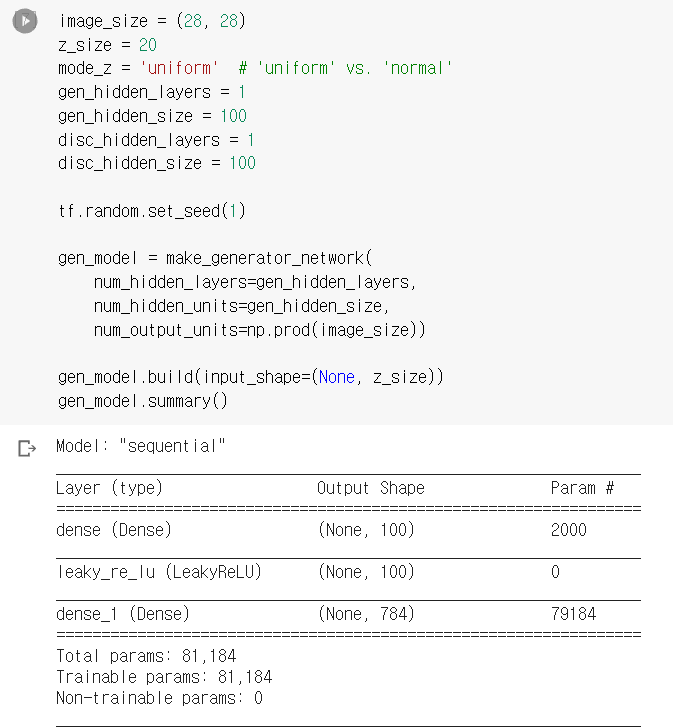 image_size = (28, 28)
z_size = 20
mode_z = 'uniform'  # 'uniform' vs. 'normal'
gen_hidden_layers = 1
gen_hidden_size = 100
disc_hidden_layers = 1
disc_hidden_size = 100
tf.random.set_seed(1)
gen_model = make_generator_network(
    num_hidden_layers=gen_hidden_layers,
    num_hidden_units=gen_hidden_size,
    num_output_units=np.prod(image_size))
gen_model.build(input_shape=(None, z_size))
gen_model.summary()
Model: "sequential"
_________________________________________________________________
Layer (type)                 Output Shape              Param #
=================================================================
dense (Dense)                (None, 100)               2000
_________________________________________________________________
leaky_re_lu (LeakyReLU)      (None, 100)               0
_________________________________________________________________
dense_1 (Dense)              (None, 784)               79184
=================================================================
Total params: 81,184
Trainable params: 81,184
Non-trainable params: 0
_________________________________________________________________